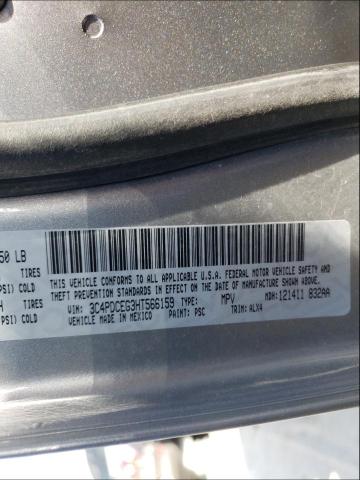 50 LB
TIRES
PSI) COLD
TIRES
PSI) COLD
THIS VEHICLE CONFORMS TO ALL APPLICABLE U.S.A. FEDERAL MOTOR VEHICLE SAFETY AND
THEFT PREVENTION STANDARDS IN EFFECT ON THE DATE OF MANUFACTURE SHOWN ABOVE.
VIN: 3C4PDCEG3HT566159 TYPE: MPV MDH:121411 832AA
VEHICLE MADE IN MEXICO PAINT: PSC TRIM: ALX4